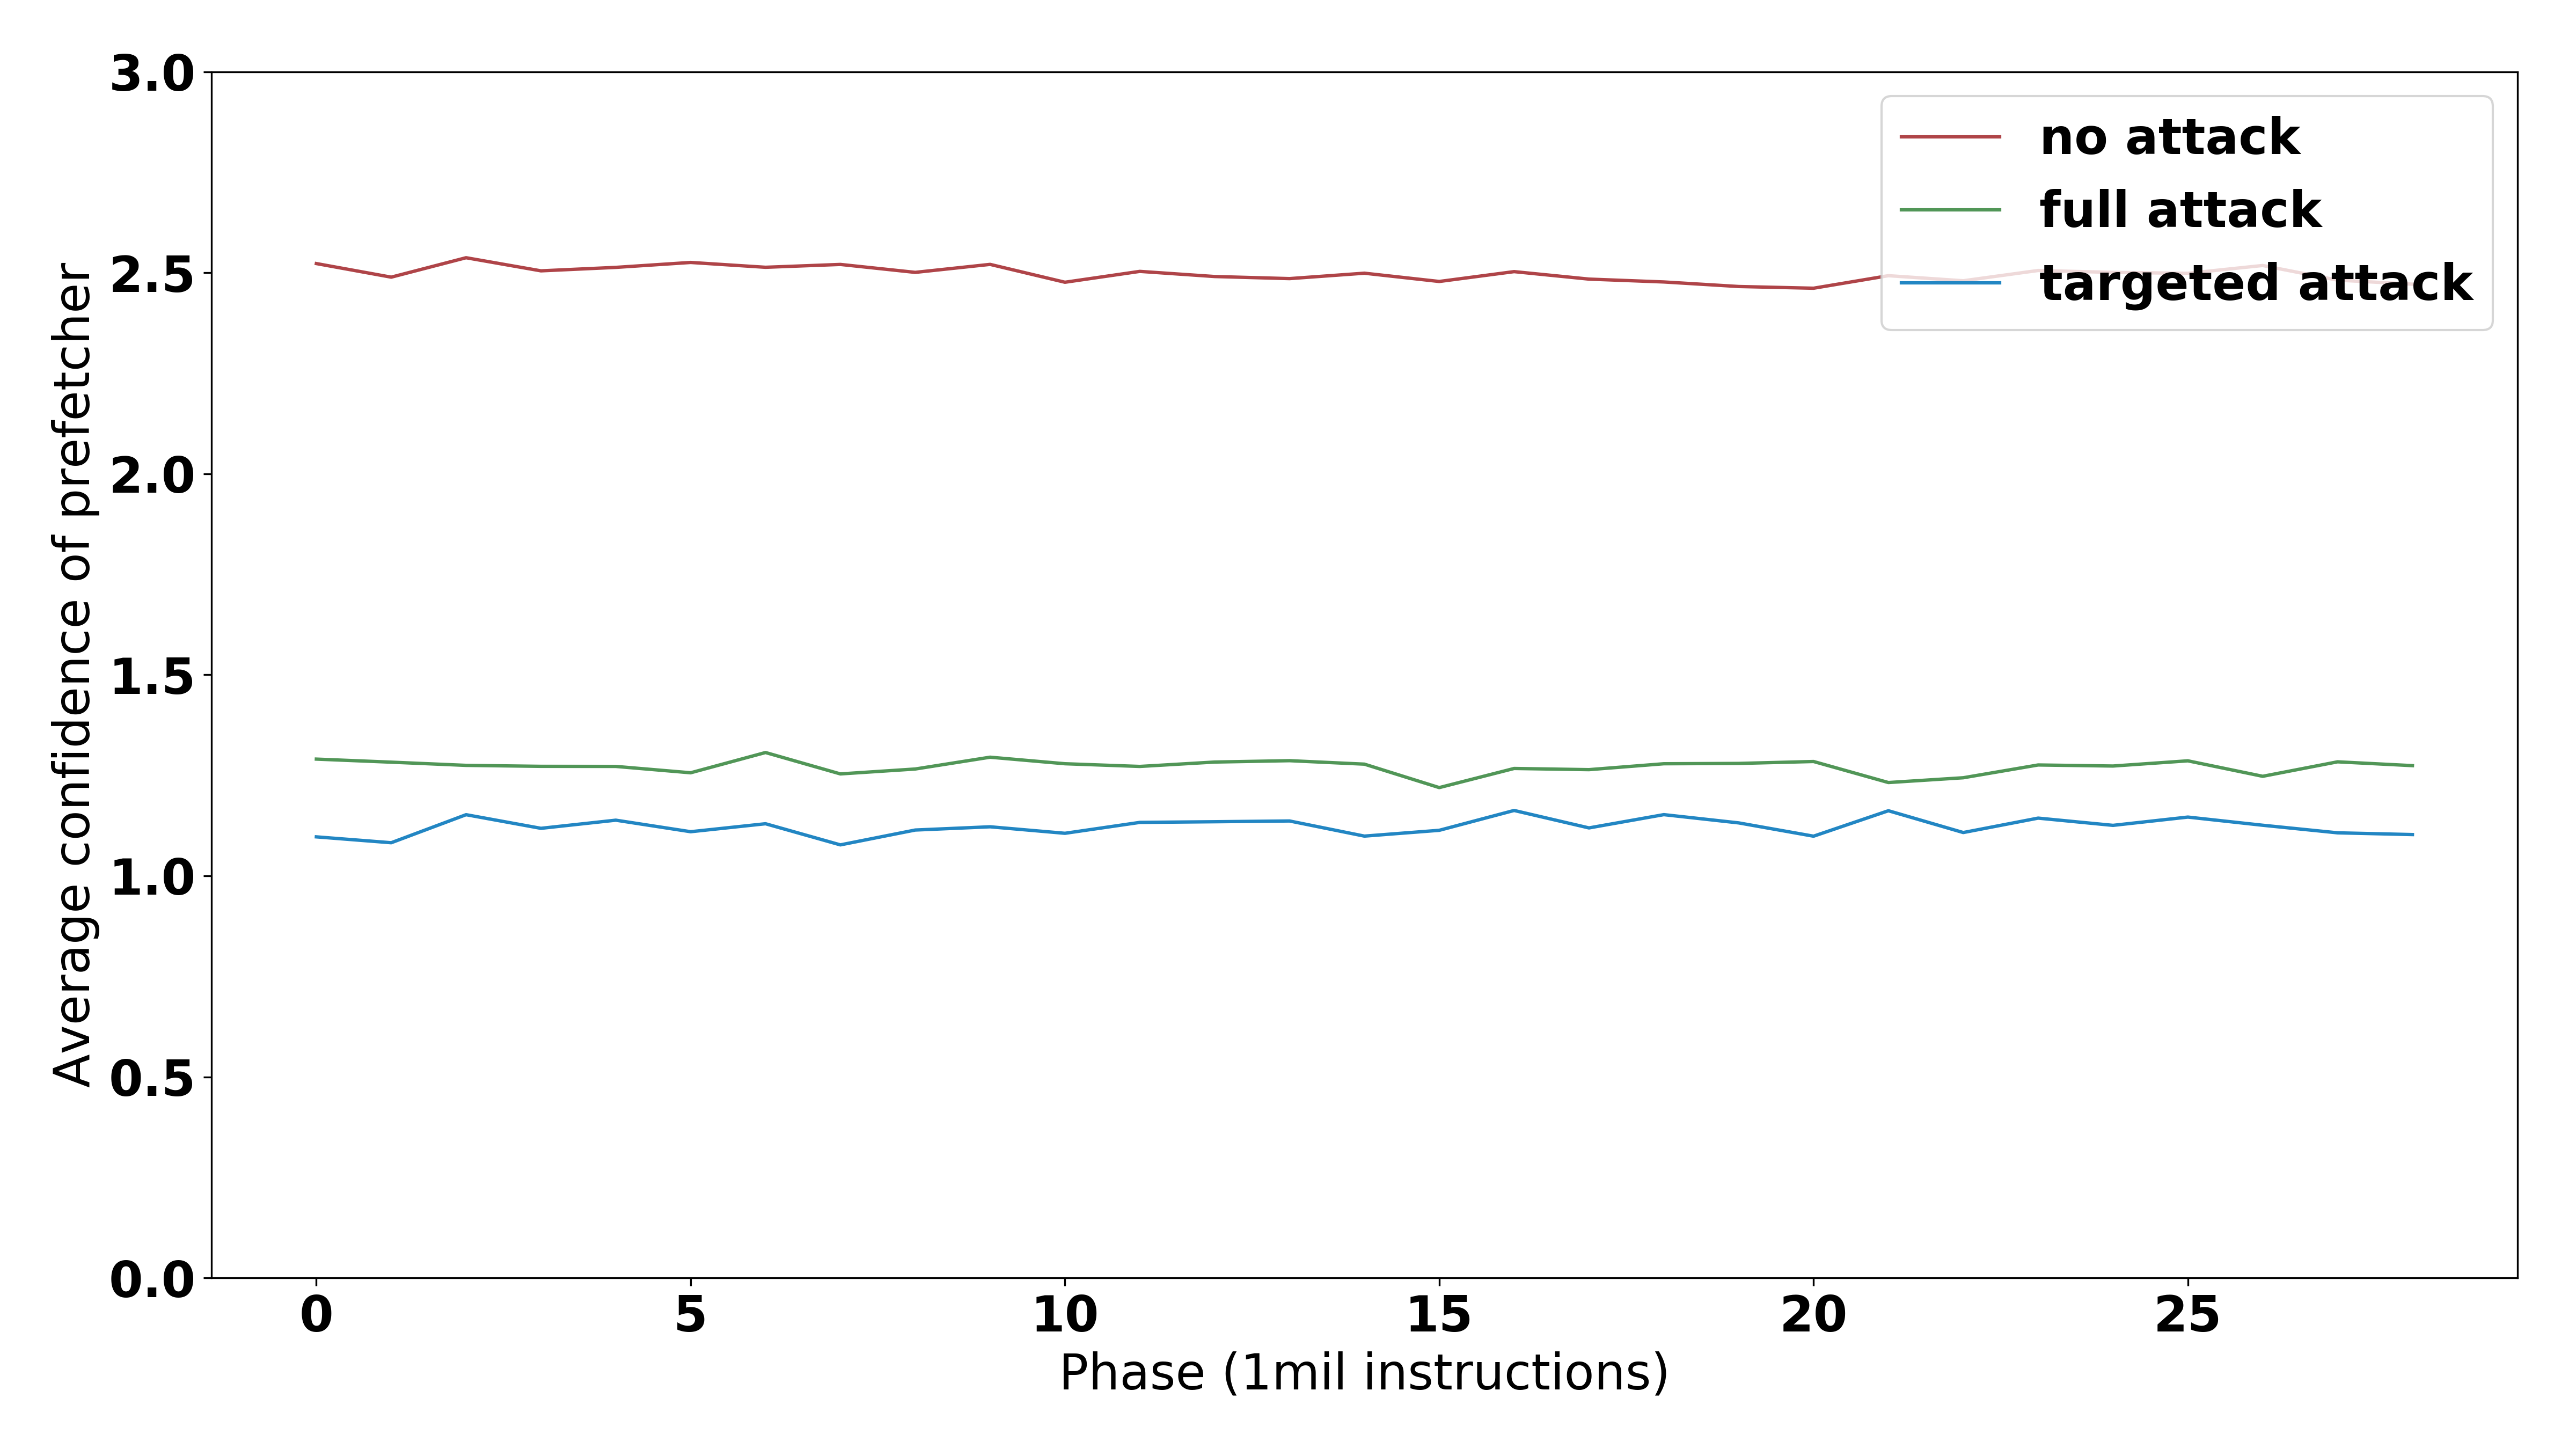 3.0
2.5
2.0
1.5
1.0
0.5
0.0
Average confidence of prefetcher
no attack
full attack
targeted attack
0 5 10 15 20 25
Phase (1mil instructions)